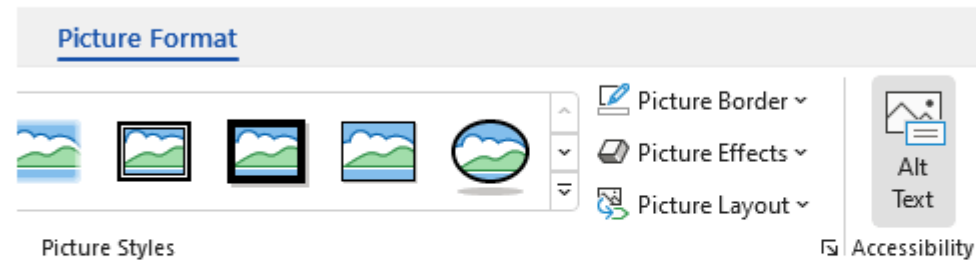 Picture Format
Picture Border
Picture Effects
Picture Layout
Alt
Text
Picture Styles
Accessibility